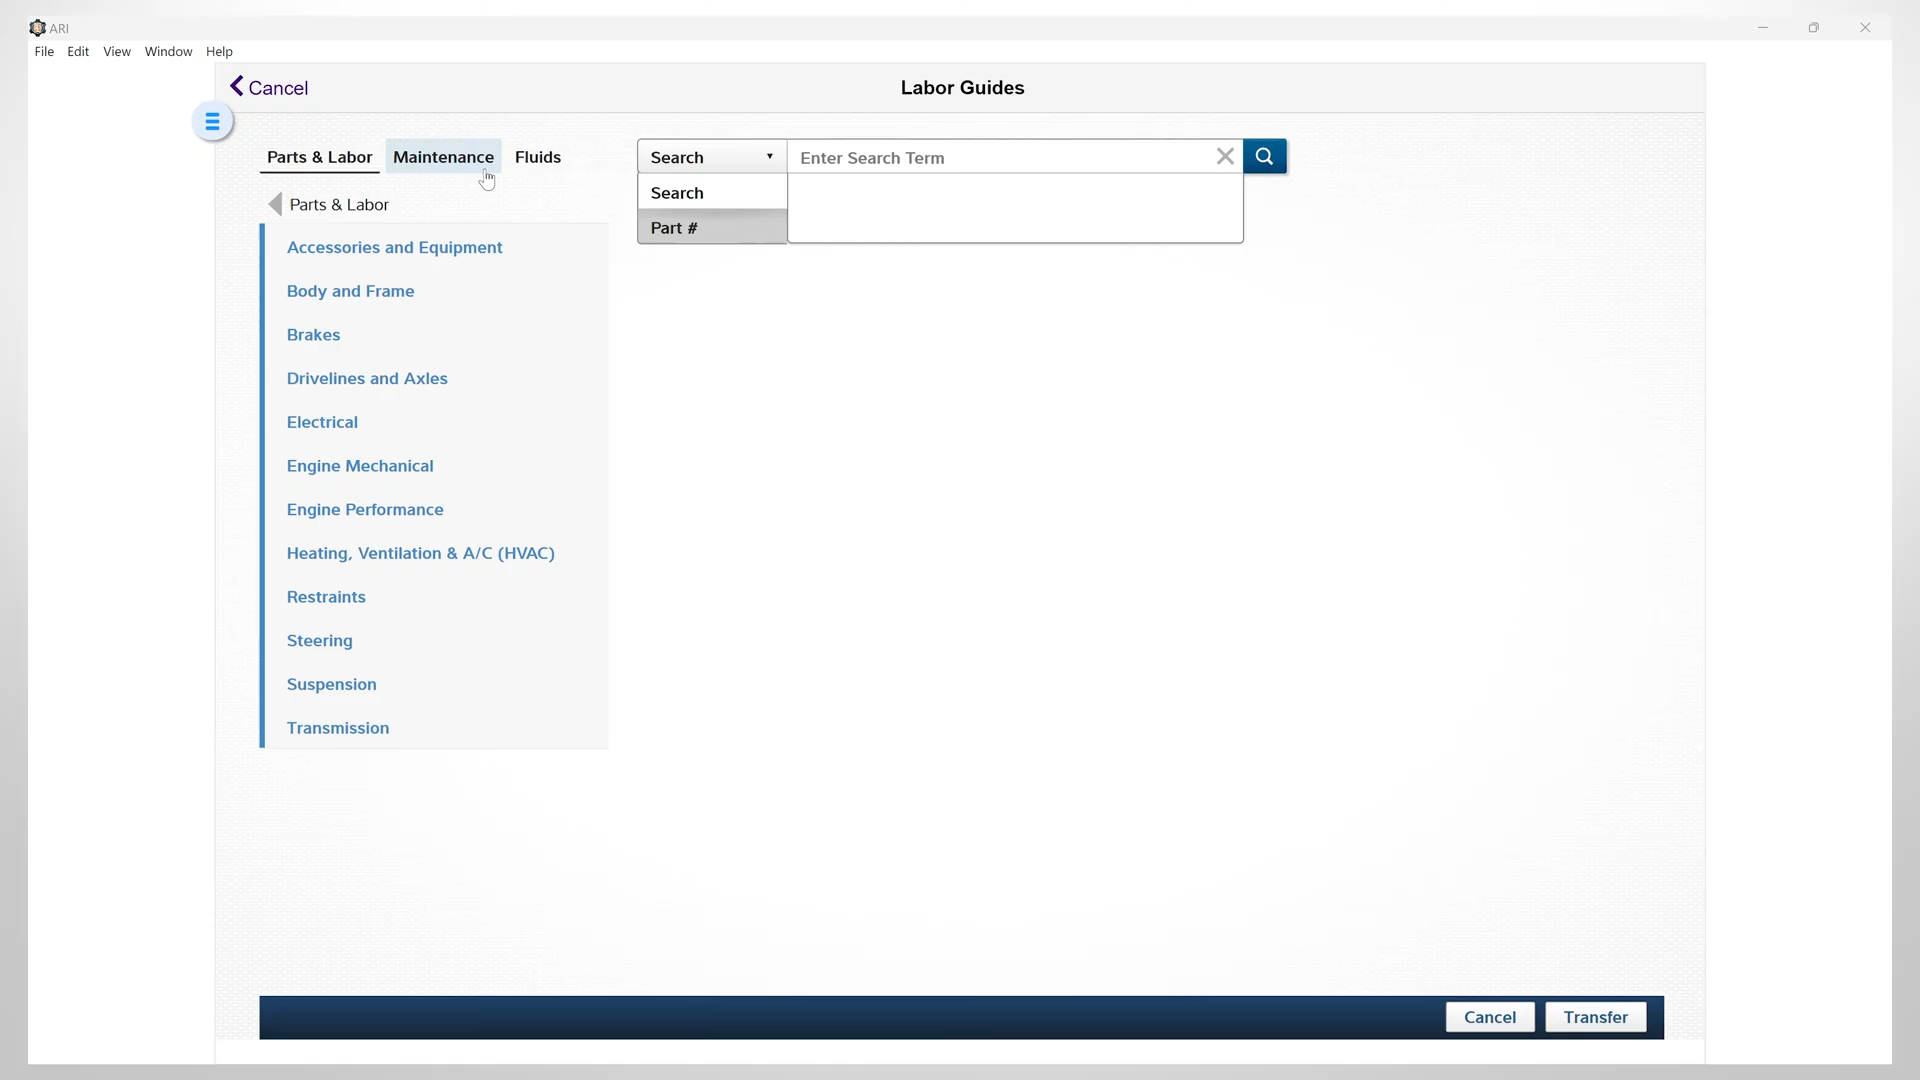 ARI
File Edit View Window Help
Cancel
Labor Guides
Parts & Labor Maintenance Fluids
Search Enter Search Term
Search
Part #
Parts & Labor
Accessories and Equipment
Body and Frame
Brakes
Drivelines and Axles
Electrical
Engine Mechanical
Engine Performance
Heating, Ventilation & A/C (HVAC)
Restraints
Steering
Suspension
Transmission
Cancel Transfer